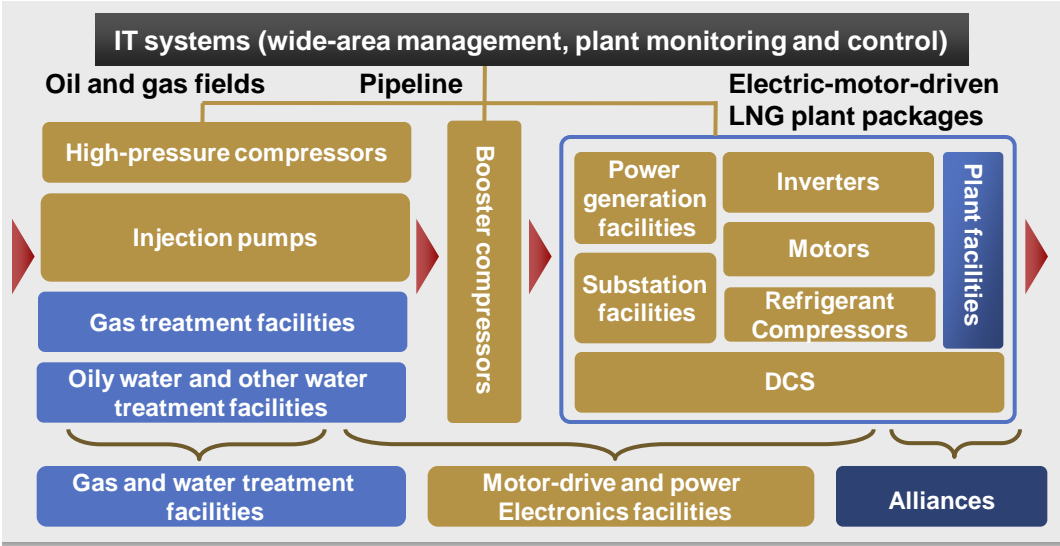 IT systems (wide-area management, plant monitoring and control)
Oil and gas fields
Pipeline
Electric-motor-driven
LNG plant packages
High-pressure compressors
Injection pumps
Gas treatment facilities
Oily water and other water
treatment facilities
Booster compressors
Power
generation
facilities
Substation
facilities
Inverters
Motors
Refrigerant
Compressors
Plant facilities
DCS
Gas and water treatment
facilities
Motor-drive and power
Electronics facilities
Alliances